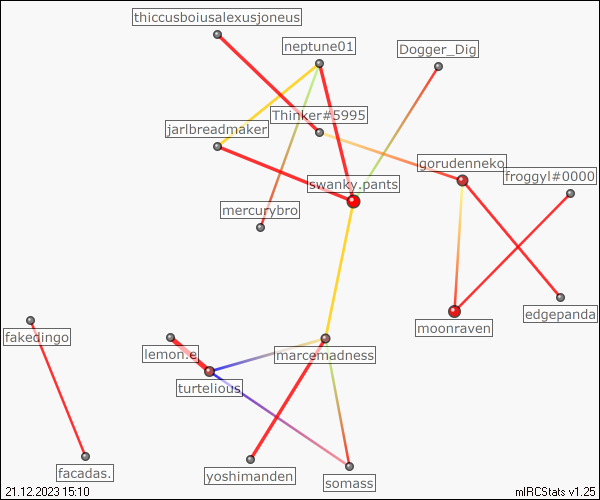 thiccusboiusalexusjoneus
neptune01
Dogger_Dig
Thinker#5995
jarlbreadmaker
gorudenneko
froggyl#0000
swanky.pants
mercurybro
edgepanda
moonraven
fakedingo
lemon.e
marcemadness
turtelious
facadas.
yoshimanden
somass
21.12.2023 15:10
mIRCStats v1.25